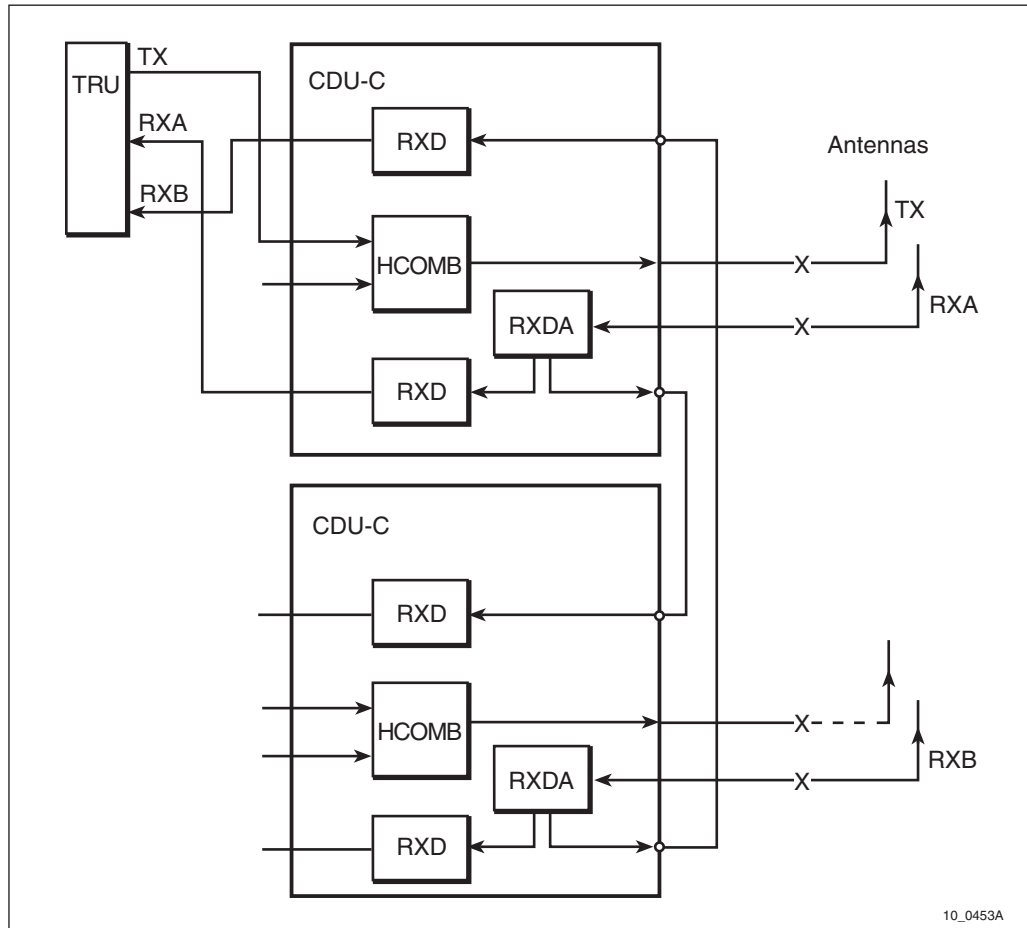 TX
TRU
RXA
RXB
CDU-C
RXD
HCOMB
RXDA
RXD
Antennas
TX
X
RXA
X
CDU-C
RXD
HCOMB
RXDA
RXD
X
RXB
X
10_0453A